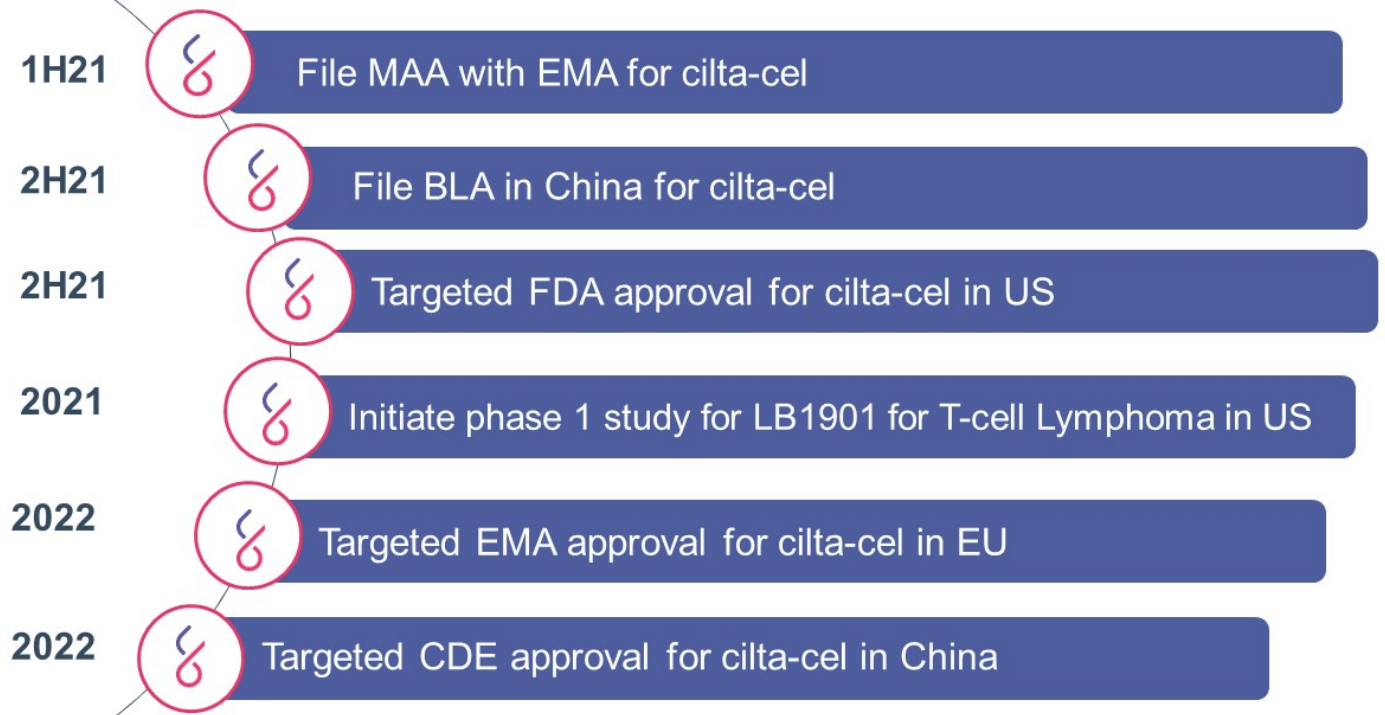 1H21
File MAA with EMA for cilta-cel
2H21
File BLA in China for cilta-cel
2H21
Targeted FDA approval for cilta-cel in US
2021
Initiate phase 1 study for LB1901 for T-cell Lymphoma in US
2022
Targeted EMA approval for cilta-cel in EU
2022
Targeted CDE approval for cilta-cel in China